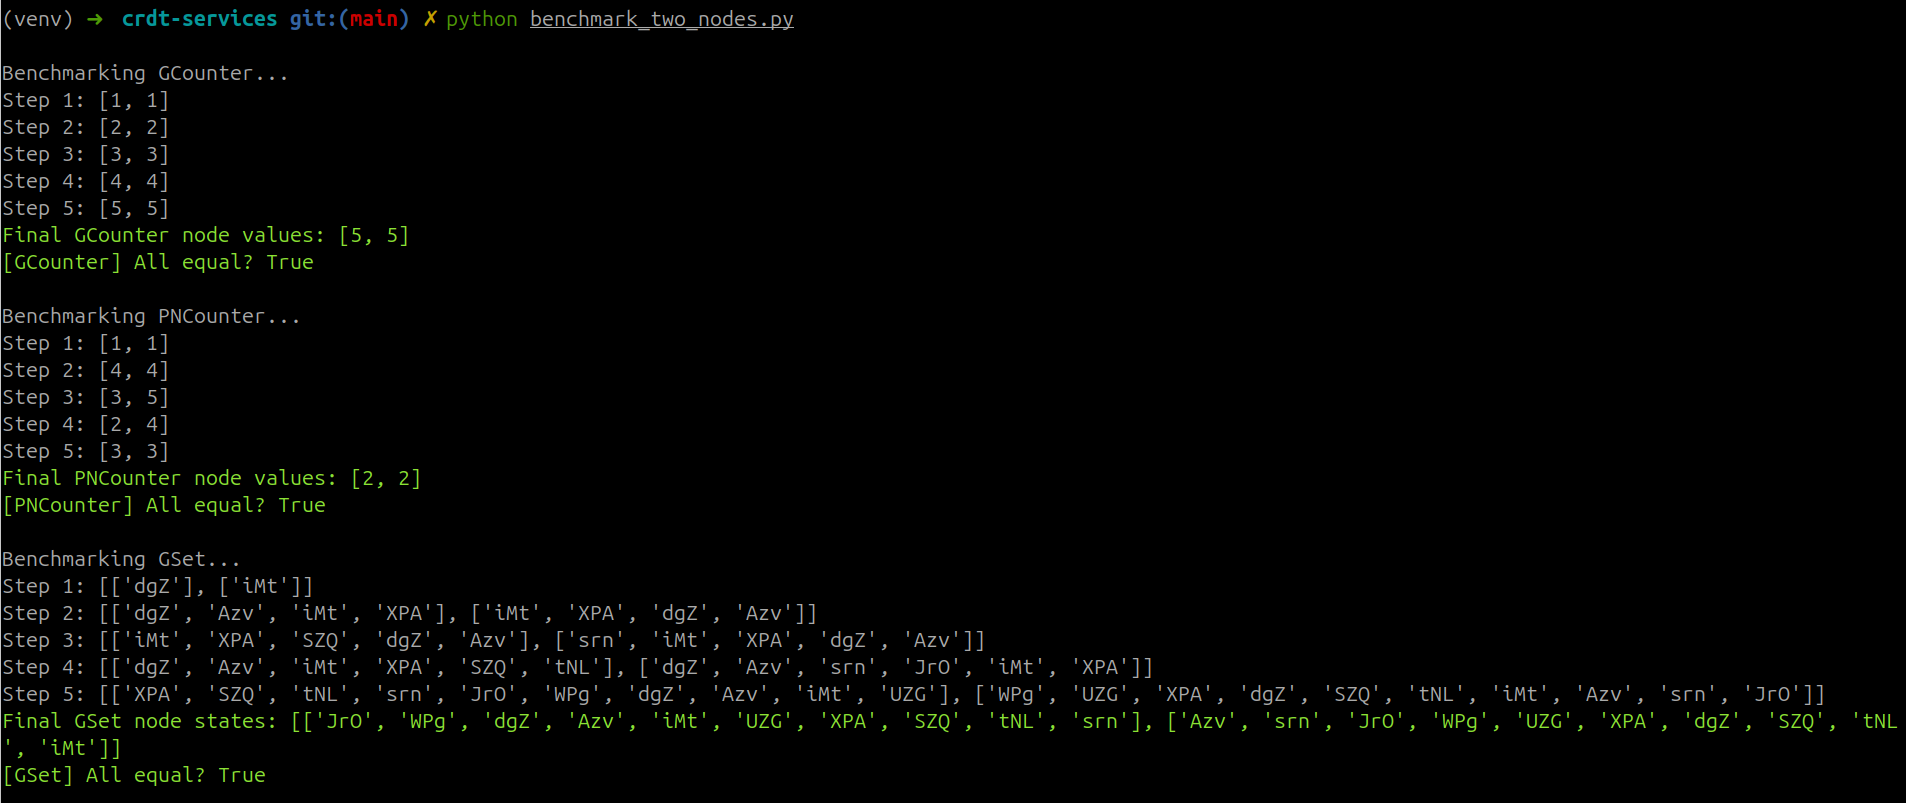 (venv) → crdt-services git:(main) ✗ python benchmark_two_nodes.py
Benchmarking GCounter...
Step 1: [1, 1]
Step 2: [2, 2]
Step 3: [3, 3]
Step 4: [4, 4]
Step 5: [5, 5]
Final GCounter node values: [5, 5]
[GCounter] All equal? True
Benchmarking PNCounter...
Step 1: [1, 1]
Step 2: [4, 4]
Step 3: [3, 5]
Step 4: [2, 4]
Step 5: [3, 3]
Final PNCounter node values: [2, 2]
[PNCounter] All equal? True
Benchmarking GSet...
Step 1: [['dgZ'], ['iMt']]
Step 2: [['dgZ', 'Azv', 'iMt', 'XPA'], ['iMt', 'XPA', 'dgZ', 'Azv']]
Step 3: [['iMt', 'XPA', 'SZQ', 'dgZ', 'Azv'], ['srn', 'iMt', 'XPA', 'dgZ', 'Azv']]
Step 4: [['dgZ', 'Azv', 'iMt', 'XPA', 'SZQ', 'tNL'], ['dgZ', 'Azv', 'srn', 'JrO', 'iMt', 'XPA']]
Step 5: [['XPA', 'SZQ', 'tNL', 'srn', 'JrO', 'WPg', 'dgZ', 'Azv', 'iMt', 'UZG'], ['WPg', 'UZG', 'XPA', 'dgZ', 'SZQ', 'tNL', 'iMt', 'Azv', 'srn', 'JrO']]
Final GSet node states: [['JrO', 'WPg', 'dgZ', 'Azv', 'iMt', 'UZG', 'XPA', 'SZQ', 'tNL', 'srn'], ['Azv', 'srn', 'JrO', 'WPg', 'UZG', 'XPA', 'dgZ', 'SZQ', 'tNL
', 'iMt']]
[GSet] All equal? True